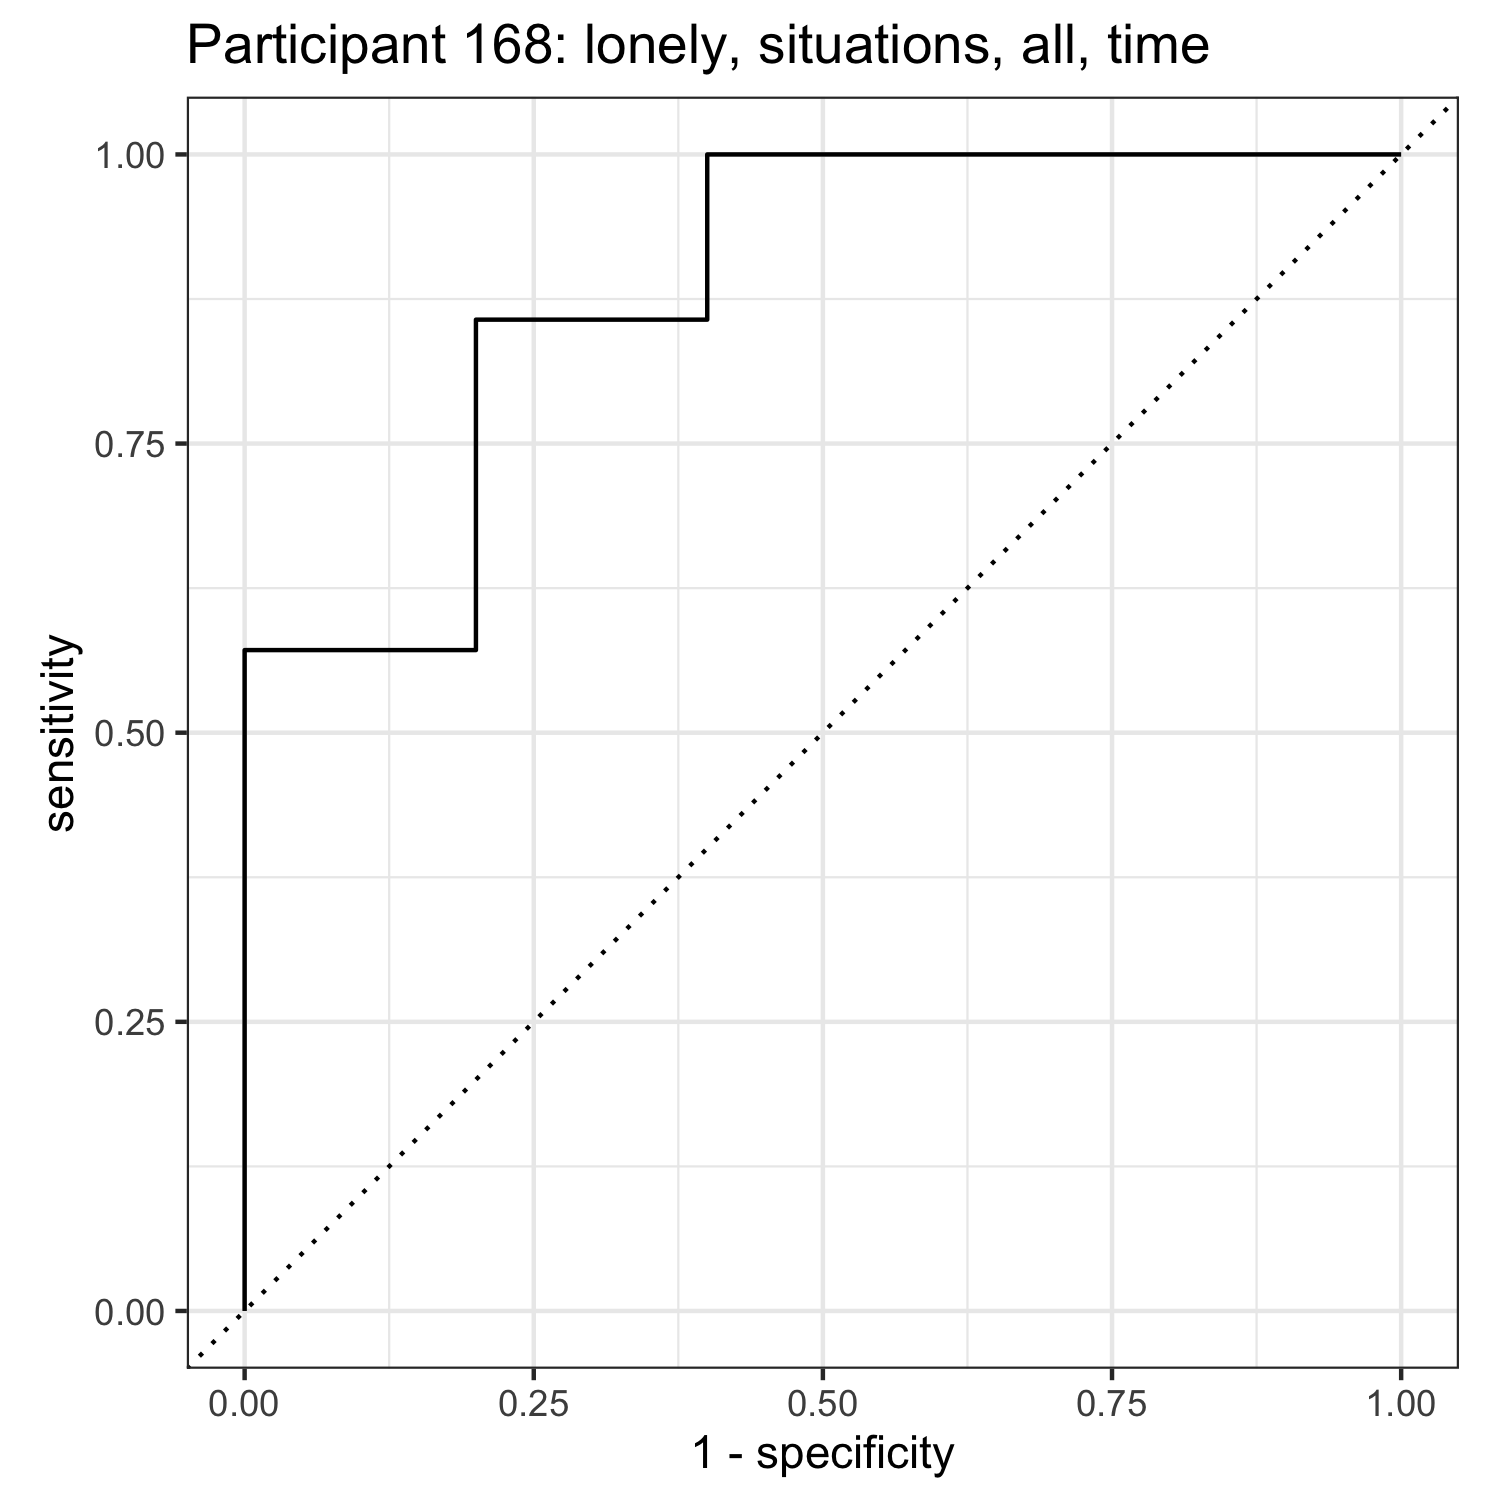 Participant 168: lonely, situations, all, time
1.00
0.75
0.50
0.25
0.00
sensitivity
0.00 0.25 0.50 0.75 1.00
1 - specificity